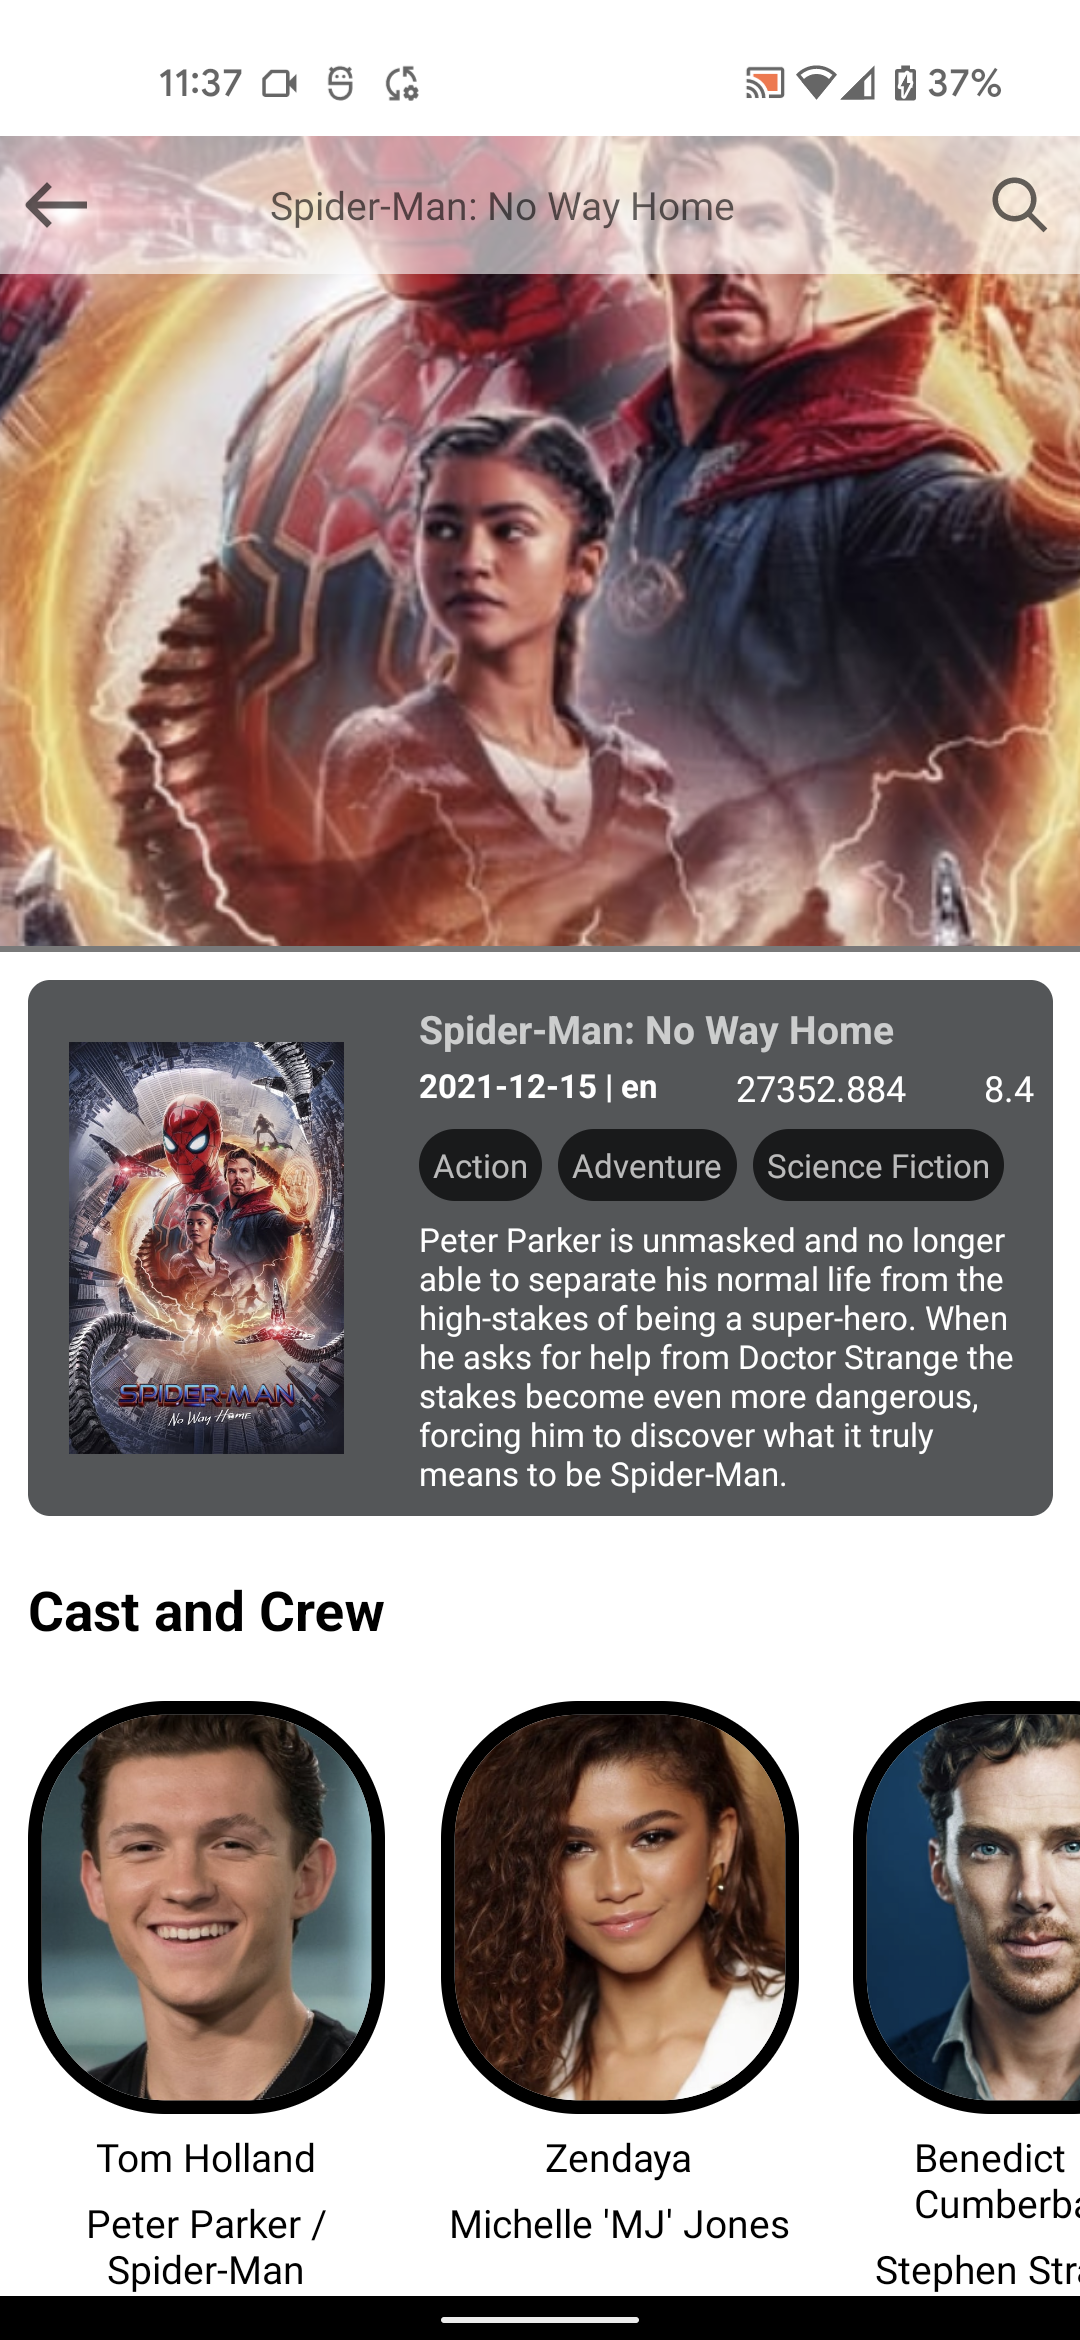 11:37
37%
Spider-Man: No Way Home
Spider-Man: No Way Home
2021-12-15 | en 27352.884 8.4
Action Adventure Science Fiction
Peter Parker is unmasked and no longer
able to separate his normal life from the
high-stakes of being a super-hero. When
he asks for help from Doctor Strange the
stakes become even more dangerous,
forcing him to discover what it truly
means to be Spider-Man.
SPIDER-MAN
No Way Home
Cast and Crew
Tom Holland
Peter Parker /
Spider-Man
Zendaya
Michelle 'MJ' Jones
Benedict
Cumberba
Stephen Stra